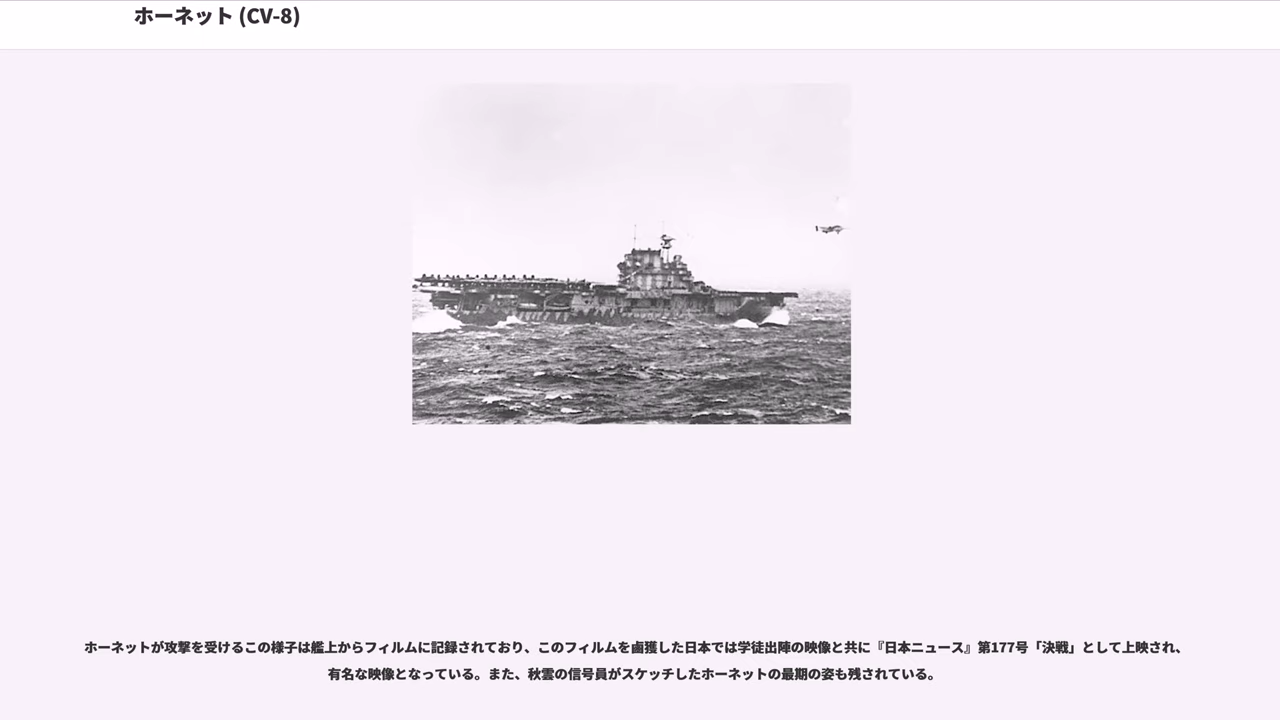 ホーネット (CV-8)
ホーネットが攻撃を受けるこの様子は艦上からフィルムに記録されており、このフィルムを鹵獲した日本では学徒出陣の映像と共に『日本ニュース』第177号「決戦」として上映され、
有名な映像となっている。また、秋雲の信号員がスケッチしたホーネットの最期の姿も残されている。